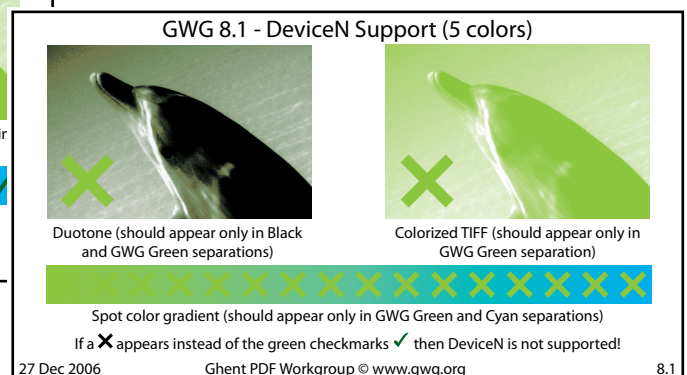 GWG 8.1 - DeviceN Support (5 colors)
Duotone (should appear only in Black
and GWG Green separations)
Colorized TIFF (should appear only in
GWG Green separation)
Spot color gradient (should appear only in GWG Green and Cyan separations)
If a ✕ appears instead of the green checkmarks ✓ then DeviceN is not supported!
27 Dec 2006 Ghent PDF Workgroup © www.gwg.org 8.1